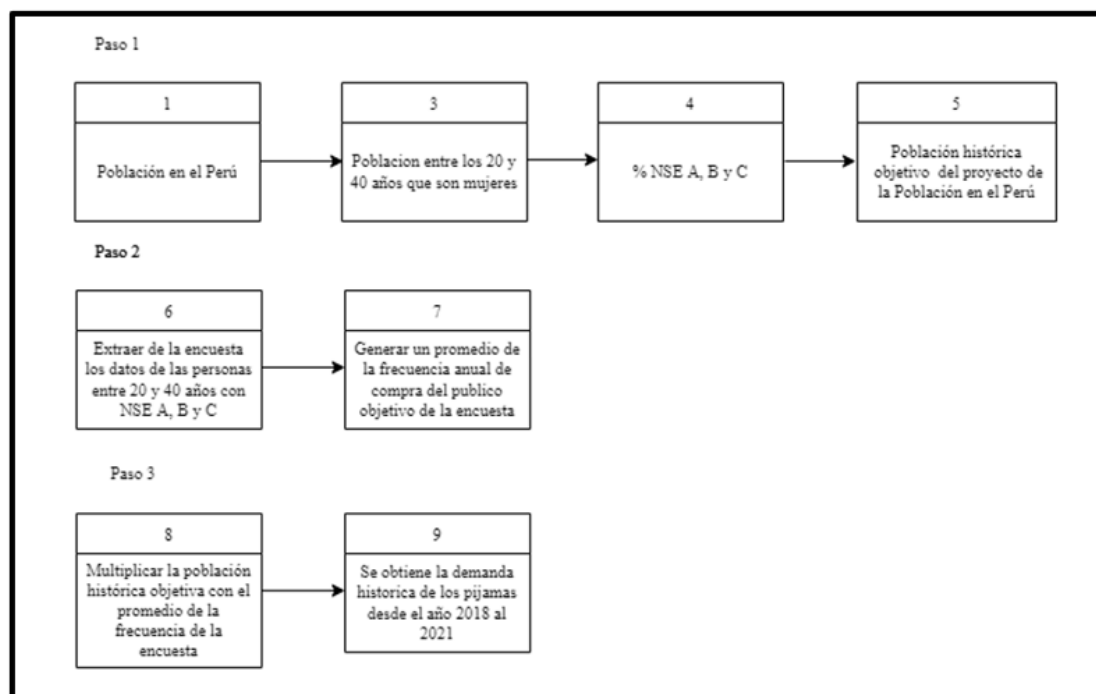 Paso 1
1
Población en el Perú
3
Poblacion entre los 20 y
40 años que son mujeres
4
% NSE A, B y C
5
Población histórica
objetivo del proyecto de
la Población en el Perú
Paso 2
6
Extraer de la encuesta
los datos de las personas
entre 20 y 40 años con
NSE A, B y C
7
Generar un promedio de
la frecuencia anual de
compra del publico
objetivo de la encuesta
Paso 3
8
Multiplicar la población
histórica objetiva con el
promedio de la
frecuencia de la
encuesta
9
Se obtiene la demanda
historica de los pijamas
desde el año 2018 al
2021